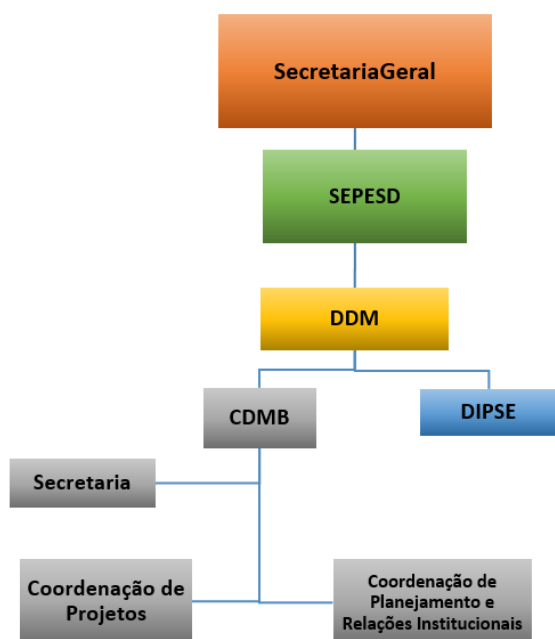 SecretariaGeral
SEPESD
DDM
CDMB
DIPSE
Secretaria
Coordenação de
Projetos
Coordenação de
Planejamento e
Relações Institucionais